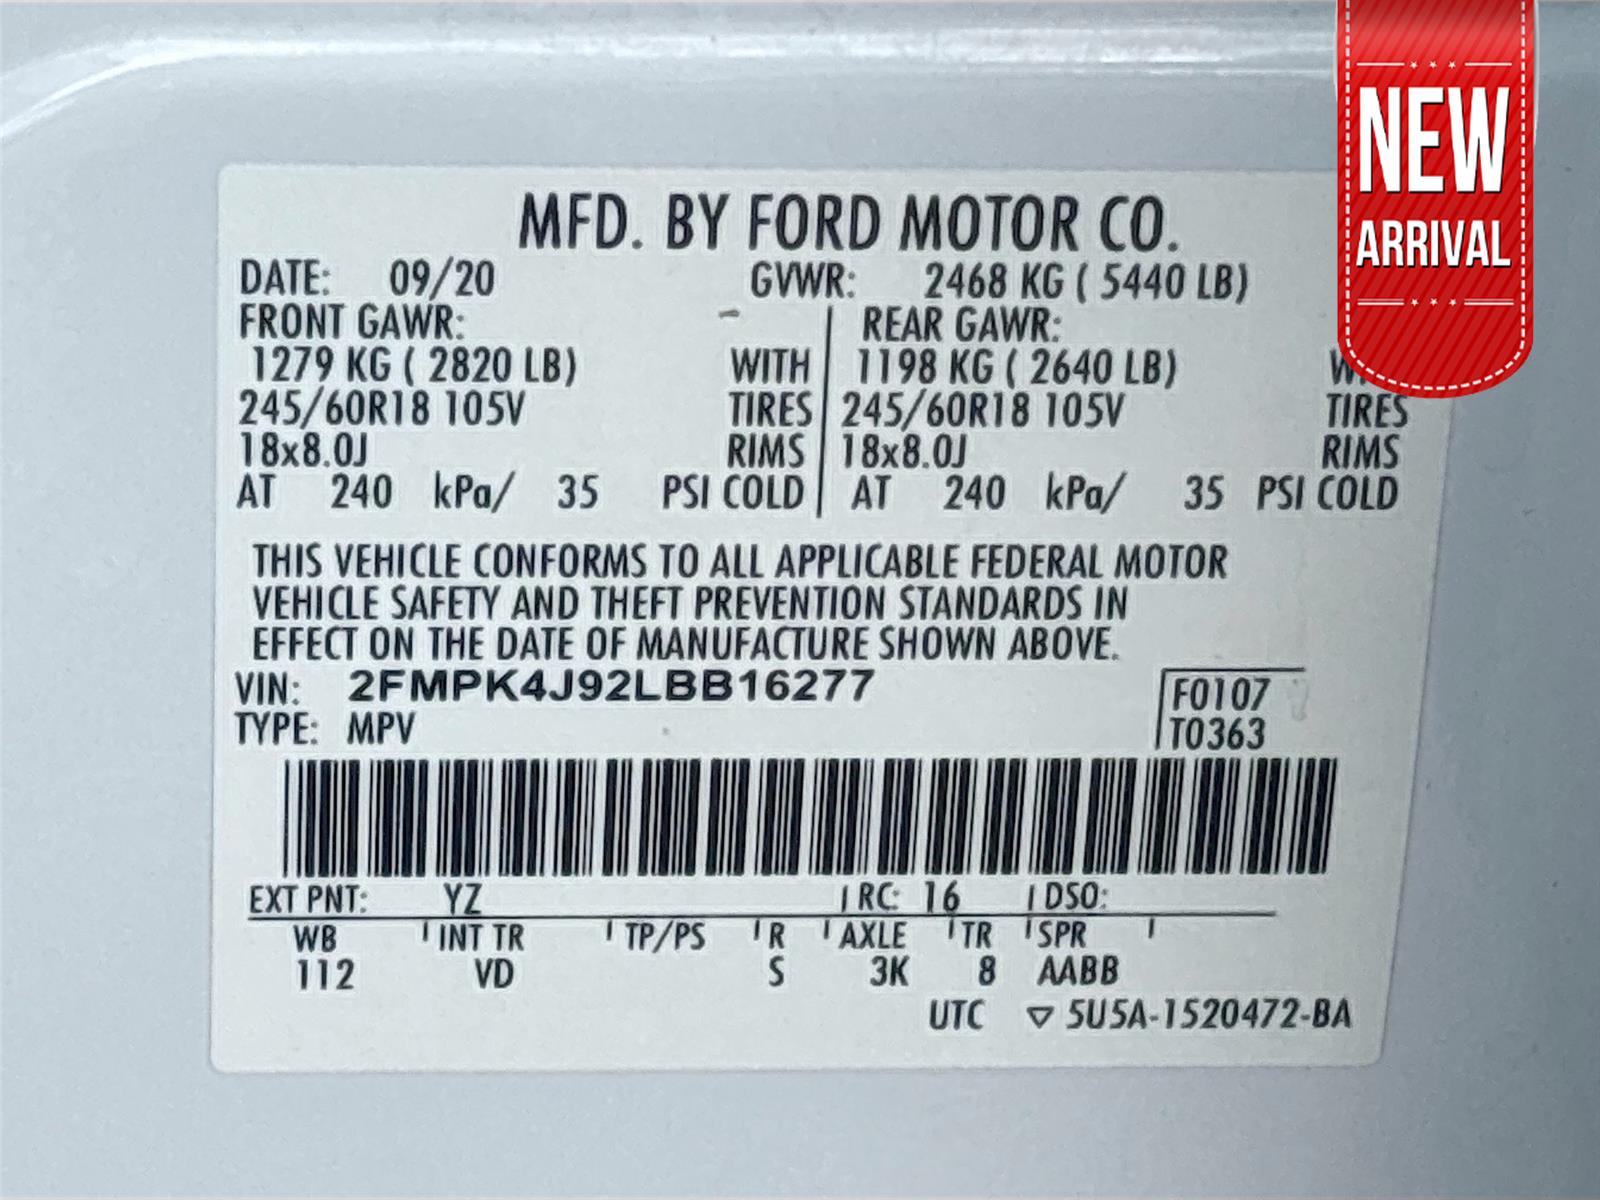 NEW
ARRIVAL
MFD. BY FORD MOTOR CO.
DATE: 09/20 GVWR: 2468 KG ( 5440 LB)
FRONT GAWR: REAR GAWR:
1279 KG ( 2820 LB) WITH 1198 KG ( 2640 LB)
245/60R18 105V TIRES 245/60R18 105V TIRES
18x8.0J RIMS 18x8.0J RIMS
AT 240 kPa/ 35 PSI COLD AT 240 kPa/ 35 PSI COLD
THIS VEHICLE CONFORMS TO ALL APPLICABLE FEDERAL MOTOR
VEHICLE SAFETY AND THEFT PREVENTION STANDARDS IN
EFFECT ON THE DATE OF MANUFACTURE SHOWN ABOVE.
VIN: 2FMPK4J92LBB16277 F0107
TYPE: MPV T0363
EXT PNT: YZ RC: 16 DSO:
WB INT TR TP/PS R AXLE TR SPR
112 VD S 3K 8 AABB
UTC ▽ 5U5A-1520472-BA